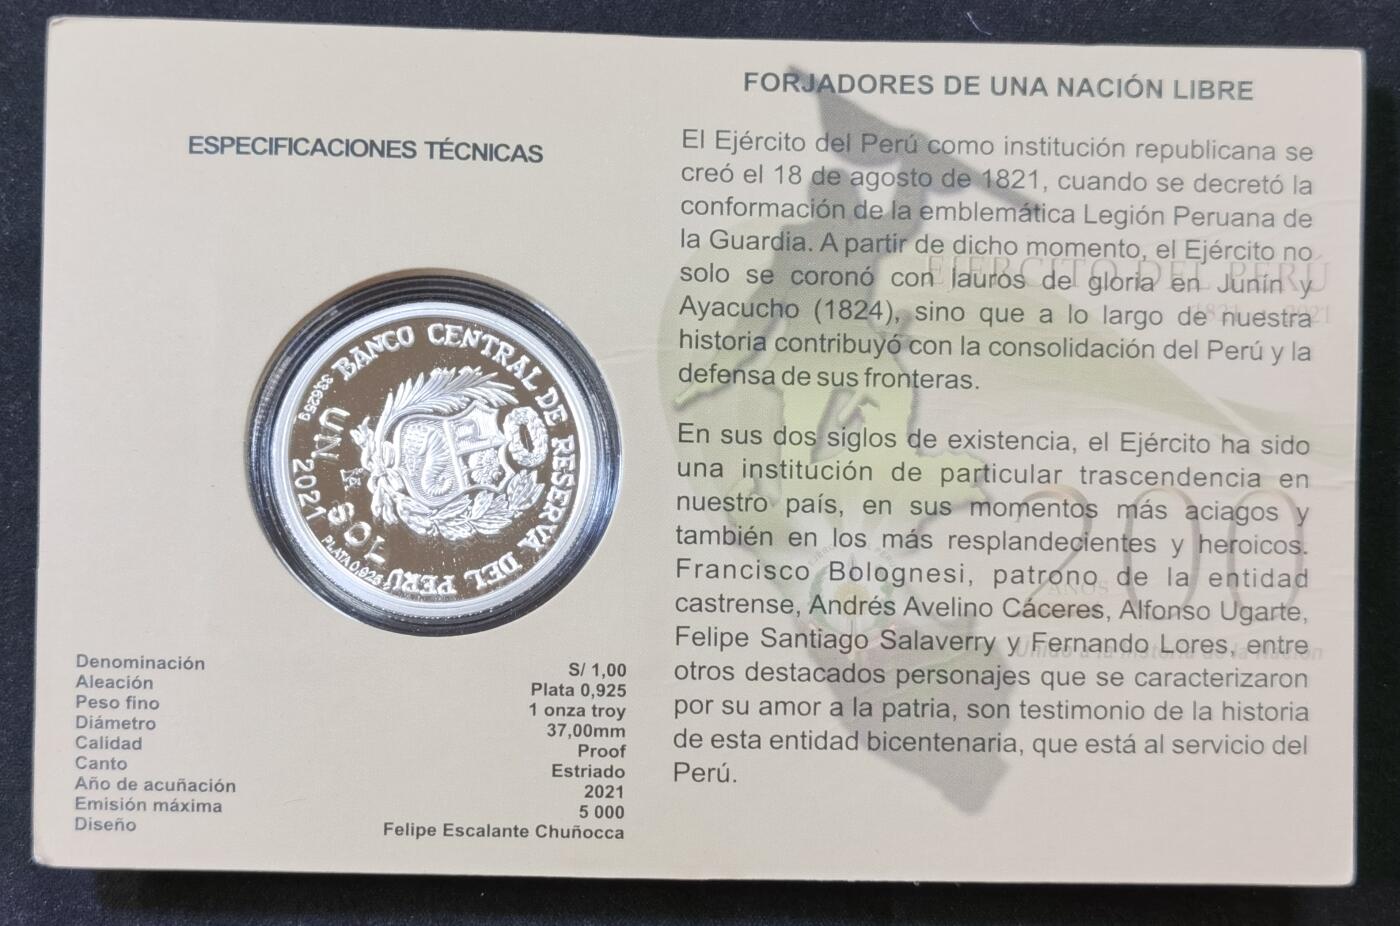 ESPECIFICACIONES TÉCNICAS
BANCO CENTRAL DE RESERVA DEL PERÚ
33,625 g
UN
SOL
2021
PLATA 0,925
Denominación S/ 1,00
Aleación Plata 0,925
Peso fino 1 onza troy
Diámetro 37,00mm
Calidad Proof
Canto Estriado
Año de acuñación 2021
Emisión máxima 5 000
Diseño Felipe Escalante Chuñocca
FORJADORES DE UNA NACIÓN LIBRE
El Ejército del Perú como institución republicana se
creó el 18 de agosto de 1821, cuando se decretó la
conformación de la emblemática Legión Peruana de
la Guardia. A partir de dicho momento, el Ejército no
solo se coronó con lauros de gloria en Junín y
Ayacucho (1824), sino que a lo largo de nuestra
historia contribuyó con la consolidación del Perú y la
defensa de sus fronteras.
En sus dos siglos de existencia, el Ejército ha sido
una institución de particular trascendencia en
nuestro país, en sus momentos más aciagos y
también en los más resplandecientes y heroicos.
Francisco Bolognesi, patrono de la entidad
castrense, Andrés Avelino Cáceres, Alfonso Ugarte,
Felipe Santiago Salaverry y Fernando Lores, entre
otros destacados personajes que se caracterizaron
por su amor a la patria, son testimonio de la historia
de esta entidad bicentenaria, que está al servicio del
Perú.
EJÉRCITO DEL PERÚ
1821 - 2021
200
AÑOS